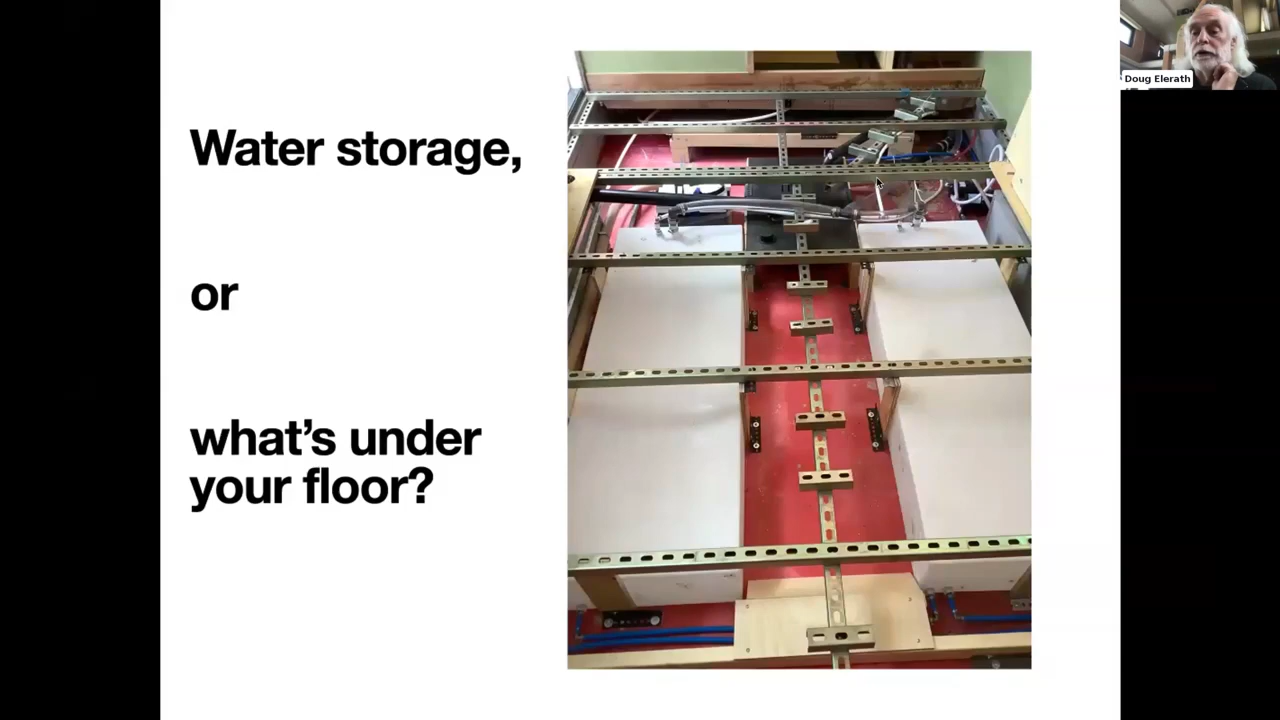 Water storage,
or
what's under
your floor?
Doug Elerath